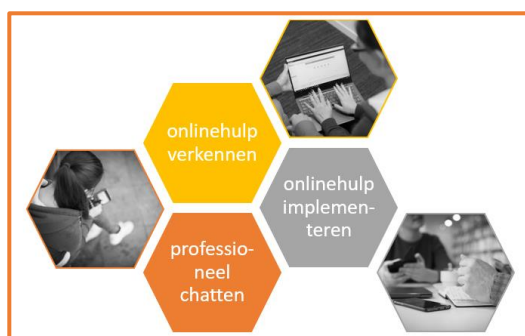 onlinehulp
verkennen
onlinehulp
implemen-
teren
professio-
neel
chatten